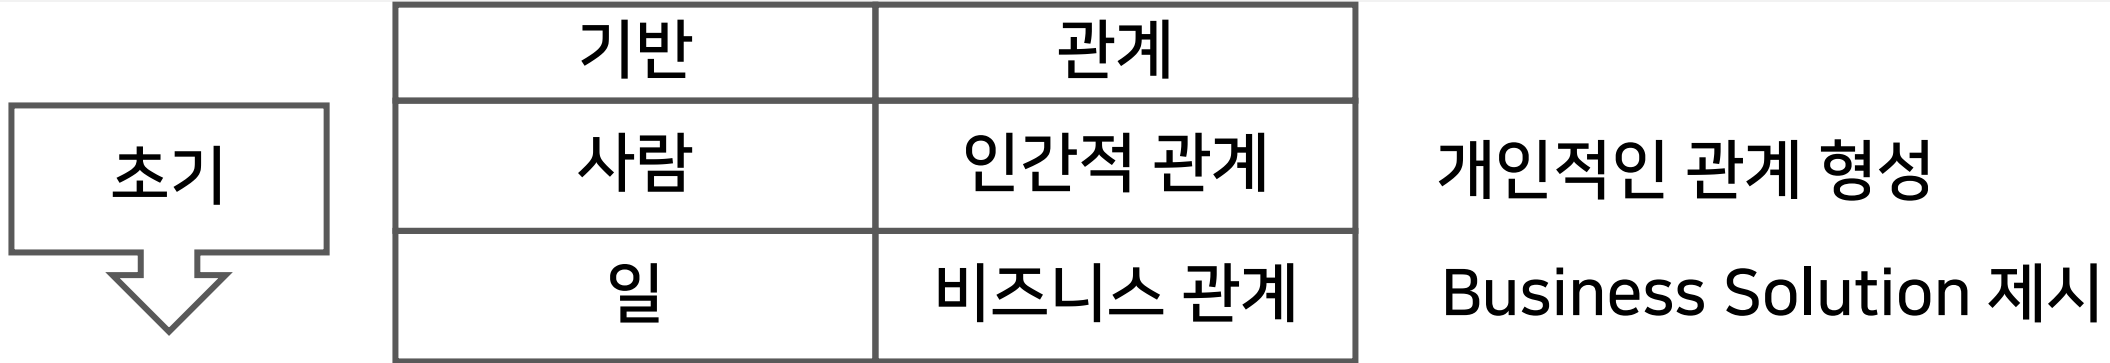 기반 관계
초기 사람 인간적 관계 개인적인 관계 형성
일 비즈니스 관계 Business Solution 제시